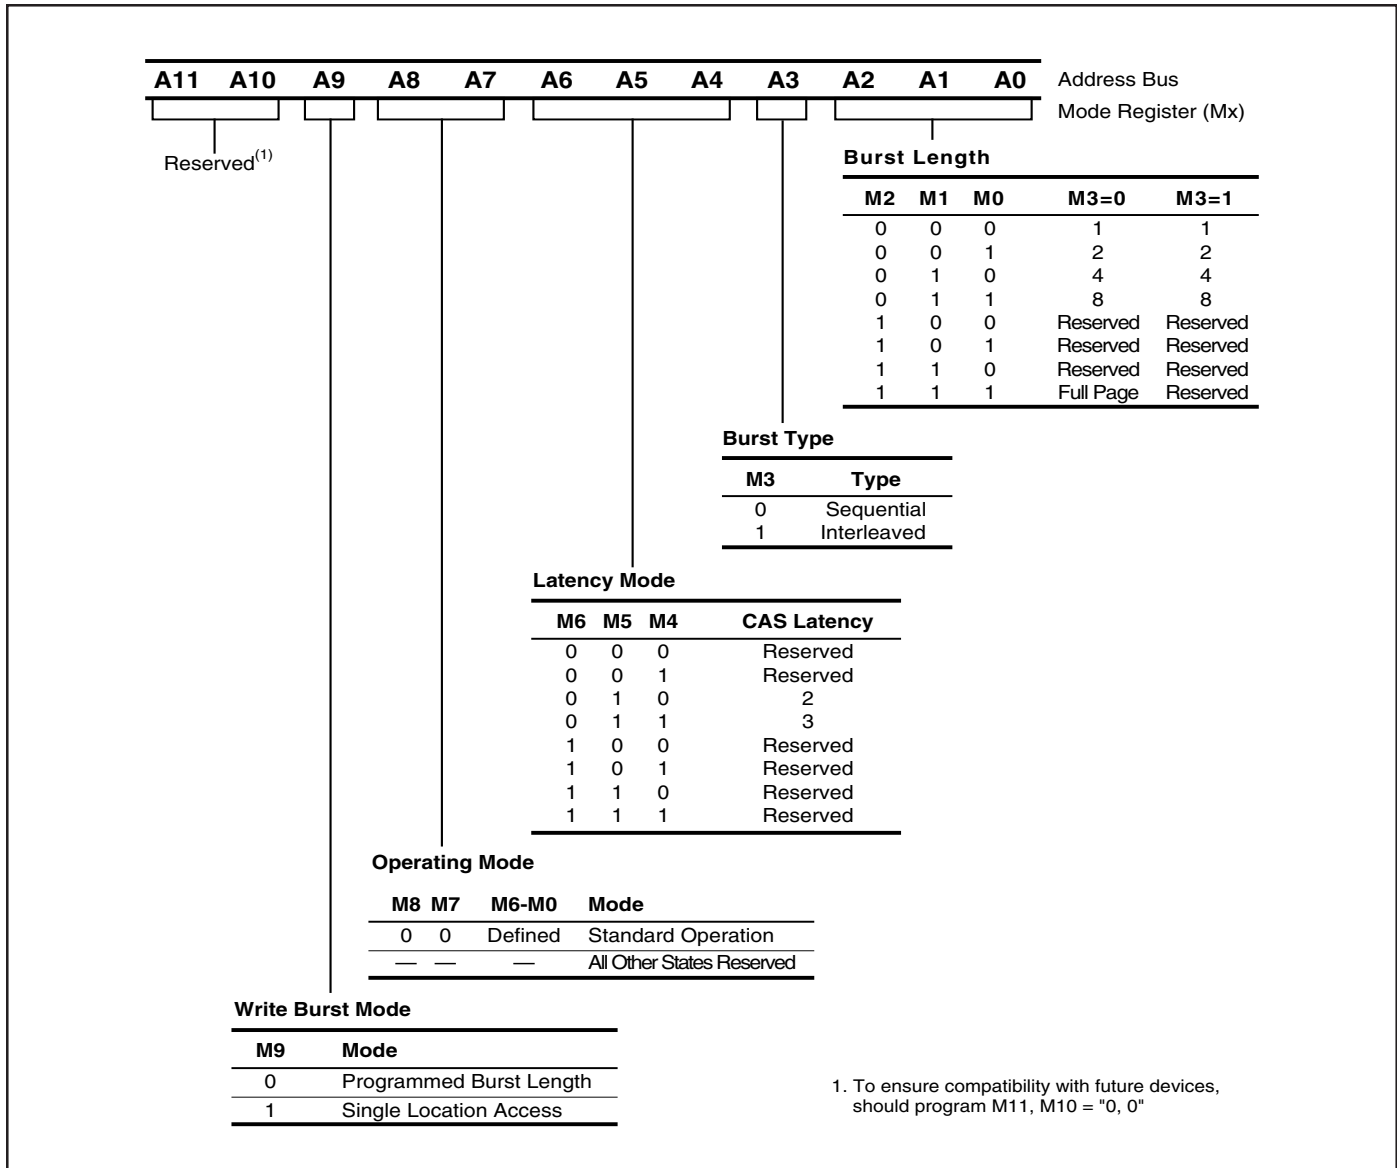 A11 A10 A9 A8 A7 A6 A5 A4 A3 A2 A1 A0 Address Bus
Mode Register (Mx)
Reserved(1)
Burst Length
M2 M1 M0 M3=0 M3=1
0 0 0 1 1
0 0 1 2 2
0 1 0 4 4
0 1 1 8 8
1 0 0 Reserved Reserved
1 0 1 Reserved Reserved
1 1 0 Reserved Reserved
1 1 1 Full Page Reserved
Burst Type
M3 Type
0 Sequential
1 Interleaved
Latency Mode
M6 M5 M4 CAS Latency
0 0 0 Reserved
0 0 1 Reserved
0 1 0 2
0 1 1 3
1 0 0 Reserved
1 0 1 Reserved
1 1 0 Reserved
1 1 1 Reserved
Operating Mode
M8 M7 M6-M0 Mode
0 0 Defined Standard Operation
— — — All Other States Reserved
Write Burst Mode
M9 Mode
0 Programmed Burst Length
1 Single Location Access
1. To ensure compatibility with future devices,
should program M11, M10 = "0, 0"